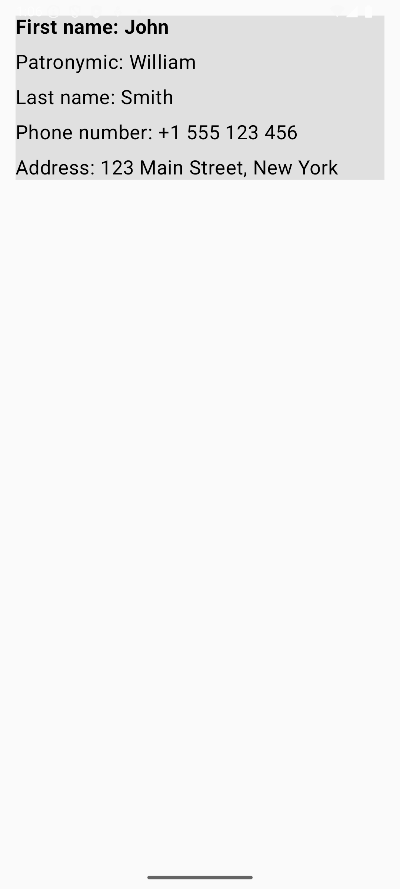 First name: John
Patronymic: William
Last name: Smith
Phone number: +1 555 123 456
Address: 123 Main Street, New York